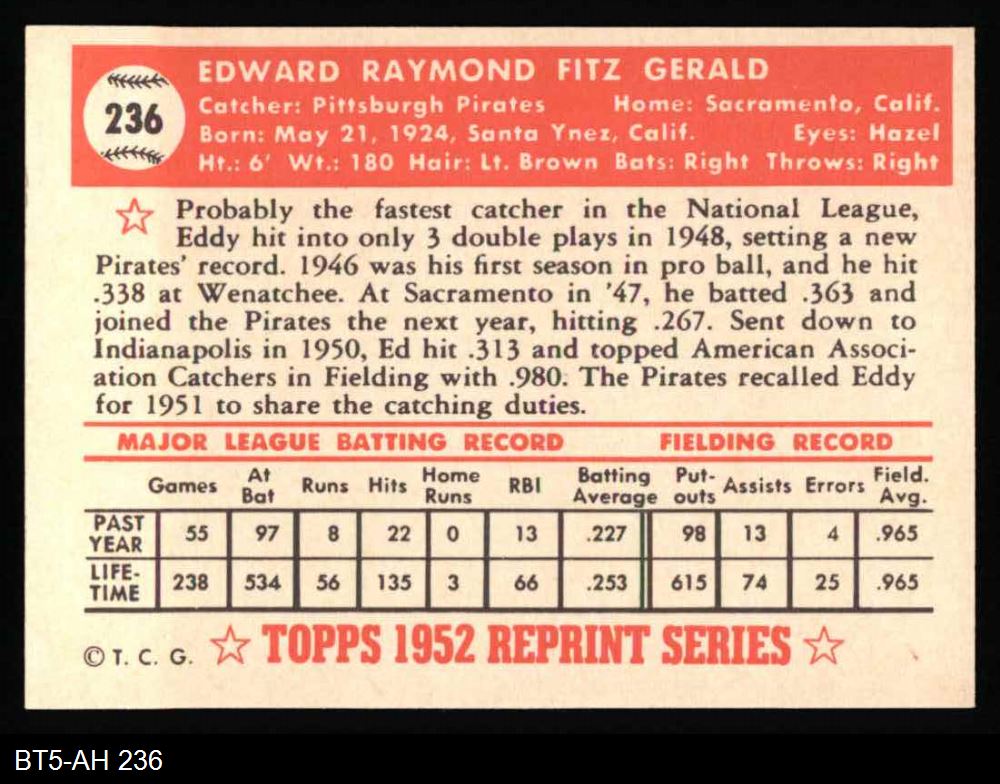 236
EDWARD RAYMOND FITZ GERALD
Catcher: Pittsburgh Pirates Home: Sacramento, Calif.
Born: May 21, 1924, Santa Ynez, Calif. Eyes: Hazel
Ht.: 6' Wt.: 180 Hair: Lt. Brown Bats: Right Throws: Right
Probably the fastest catcher in the National League,
Eddy hit into only 3 double plays in 1948, setting a new
Pirates' record. 1946 was his first season in pro ball, and he hit
.338 at Wenatchee. At Sacramento in '47, he batted .363 and
joined the Pirates the next year, hitting .267. Sent down to
Indianapolis in 1950, Ed hit .313 and topped American Associ-
ation Catchers in Fielding with .980. The Pirates recalled Eddy
for 1951 to share the catching duties.
MAJOR LEAGUE BATTING RECORD FIELDING RECORD
Games At Bat Runs Hits Home Runs RBI Batting Average Put-outs Assists Errors Field. Avg.
PAST YEAR 55 97 8 22 0 13 .227 98 13 4 .965
LIFE-TIME 238 534 56 135 3 66 .253 615 74 25 .965
© T. C. G. ☆ TOPPS 1952 REPRINT SERIES ☆
BT5-AH 236